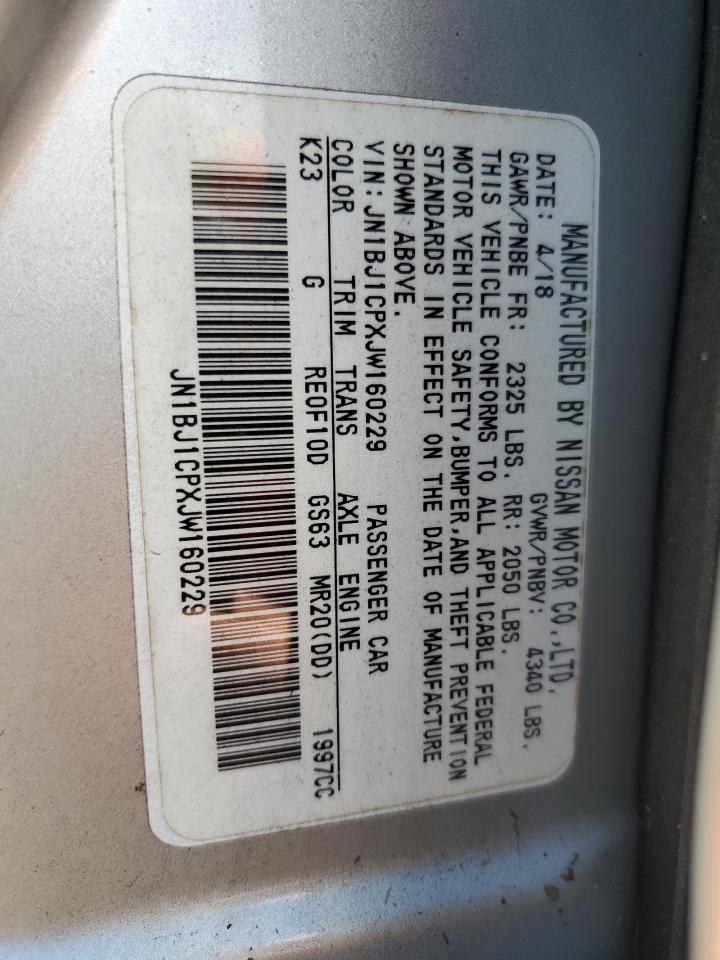 MANUFACTURED BY NISSAN MOTOR CO.,LTD.
DATE: 4/18 GVWR/PNBV: 4340 LBS.
GAWR/PNBE FR: 2325 LBS. RR: 2050 LBS.
THIS VEHICLE CONFORMS TO ALL APPLICABLE FEDERAL
MOTOR VEHICLE SAFETY,BUMPER,AND THEFT PREVENTION
STANDARDS IN EFFECT ON THE DATE OF MANUFACTURE
SHOWN ABOVE.
VIN: JN1BJ1CPXJW160229 PASSENGER CAR
COLOR TRIM TRANS AXLE ENGINE
K23 G RE0F10D GS63 MR20(DD) 1997CC
JN1BJ1CPXJW160229